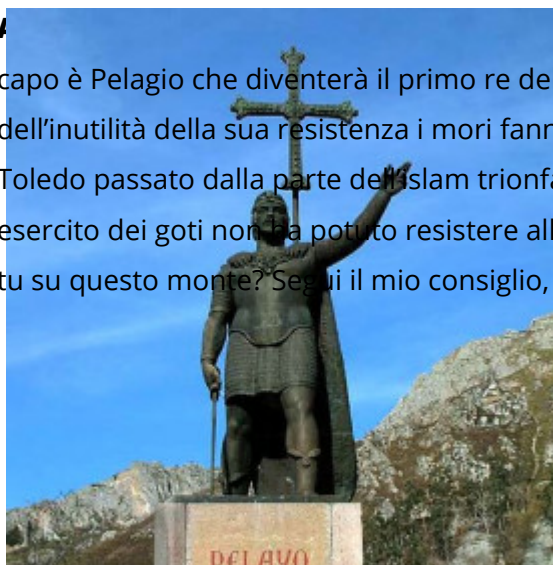 A
capo è Pelagio che diventerà il primo re de
dell'inutilità della sua resistenza i mori fann
Toledo passato dalla parte dell'islam trionfa
esercito dei goti non ha potuto resistere all
tu su questo monte? Segui il mio consiglio,
PELAYO